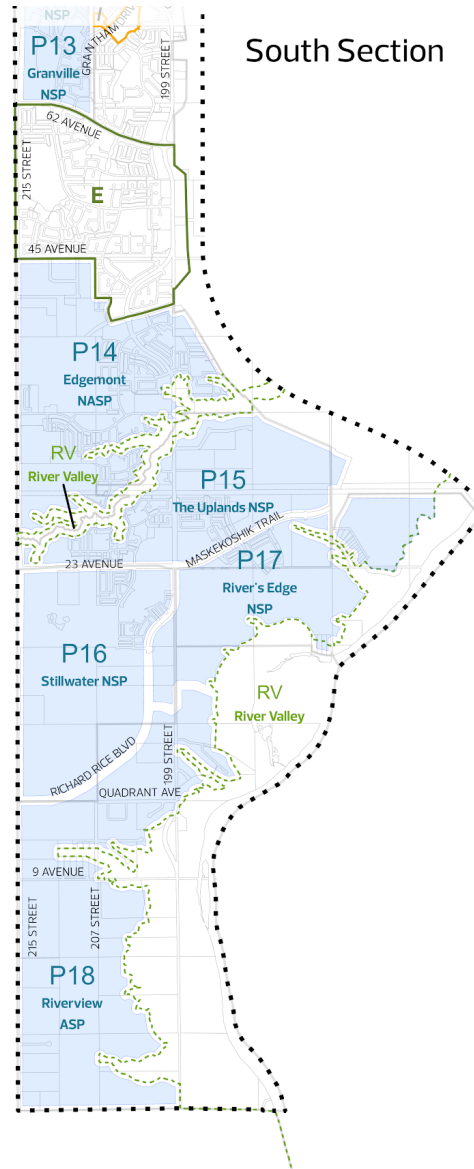 NSP
South Section
P13
Granville
NSP
GRANTHAM DRIV
199 STREET
62 AVENUE
215 STREET
E
45 AVENUE
P14
Edgemont
NASP
RV
River Valley
P15
The Uplands NSP
MASKEKOSHIK TRAIL
23 AVENUE
P17
River's Edge
NSP
P16
Stillwater NSP
RV
River Valley
RICHARD RICE BLVD
199 STREET
QUADRANT AVE
9 AVENUE
215 STREET
207 STREET
P18
Riverview
ASP